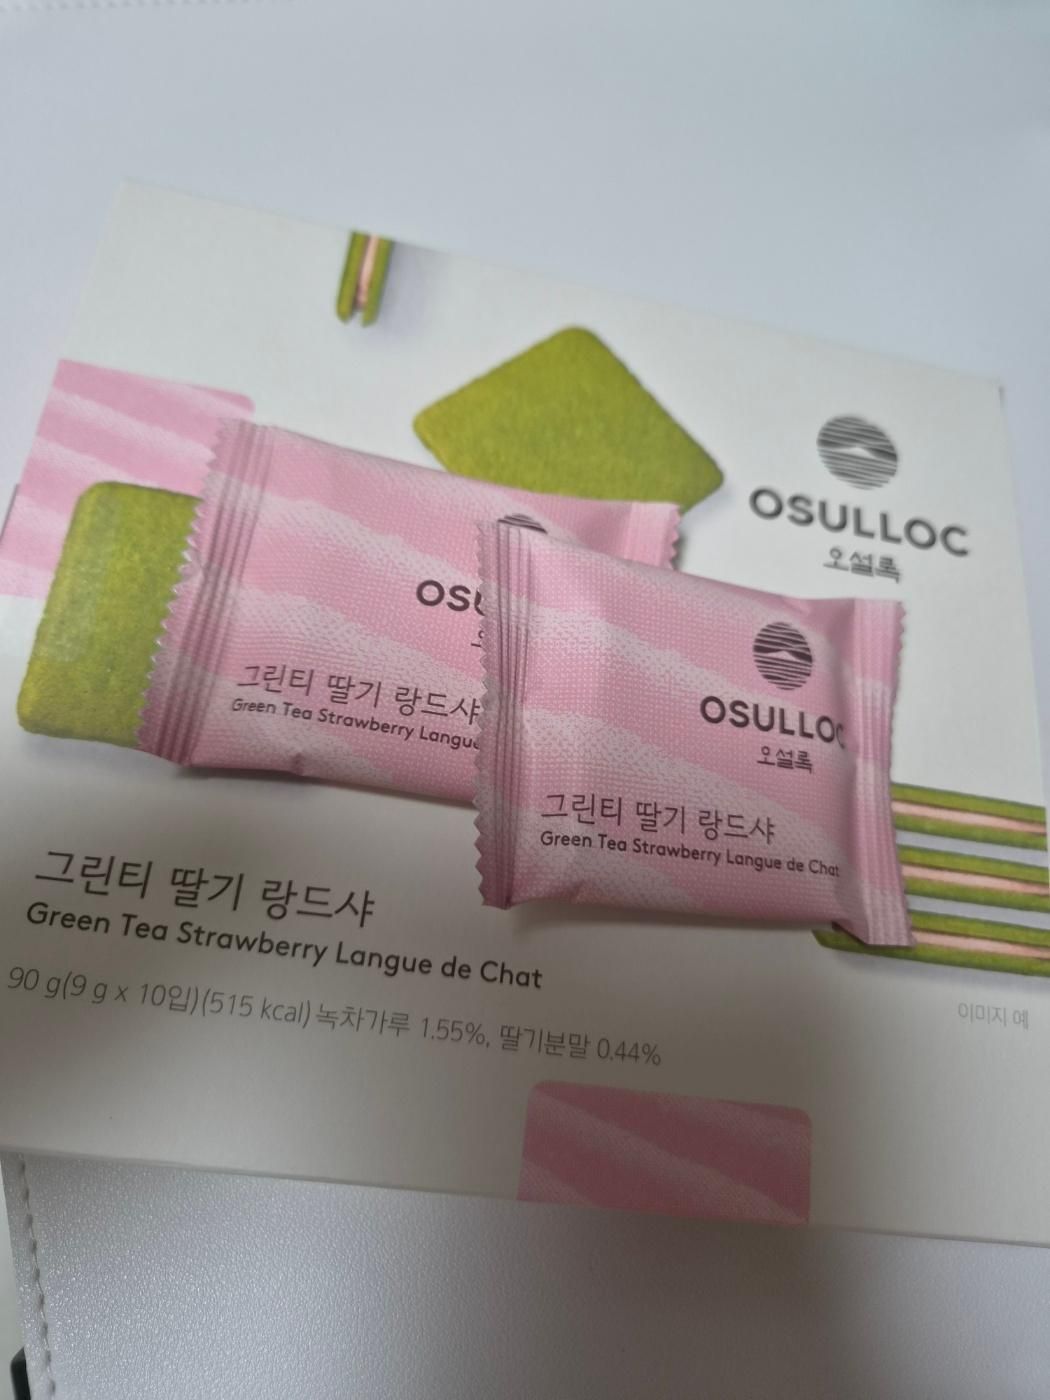 OSULLOC
오설록
OSU
그린티 딸기 랑드샤
Green Tea Strawberry Langue
OSULLOC
오설록
그린티 딸기 랑드샤
Green Tea Strawberry Langue de Chat
그린티 딸기 랑드샤
Green Tea Strawberry Langue de Chat
90 g(9 g x 10입)(515 kcal) 녹차가루 1.55%, 딸기분말 0.44%
이미지 예